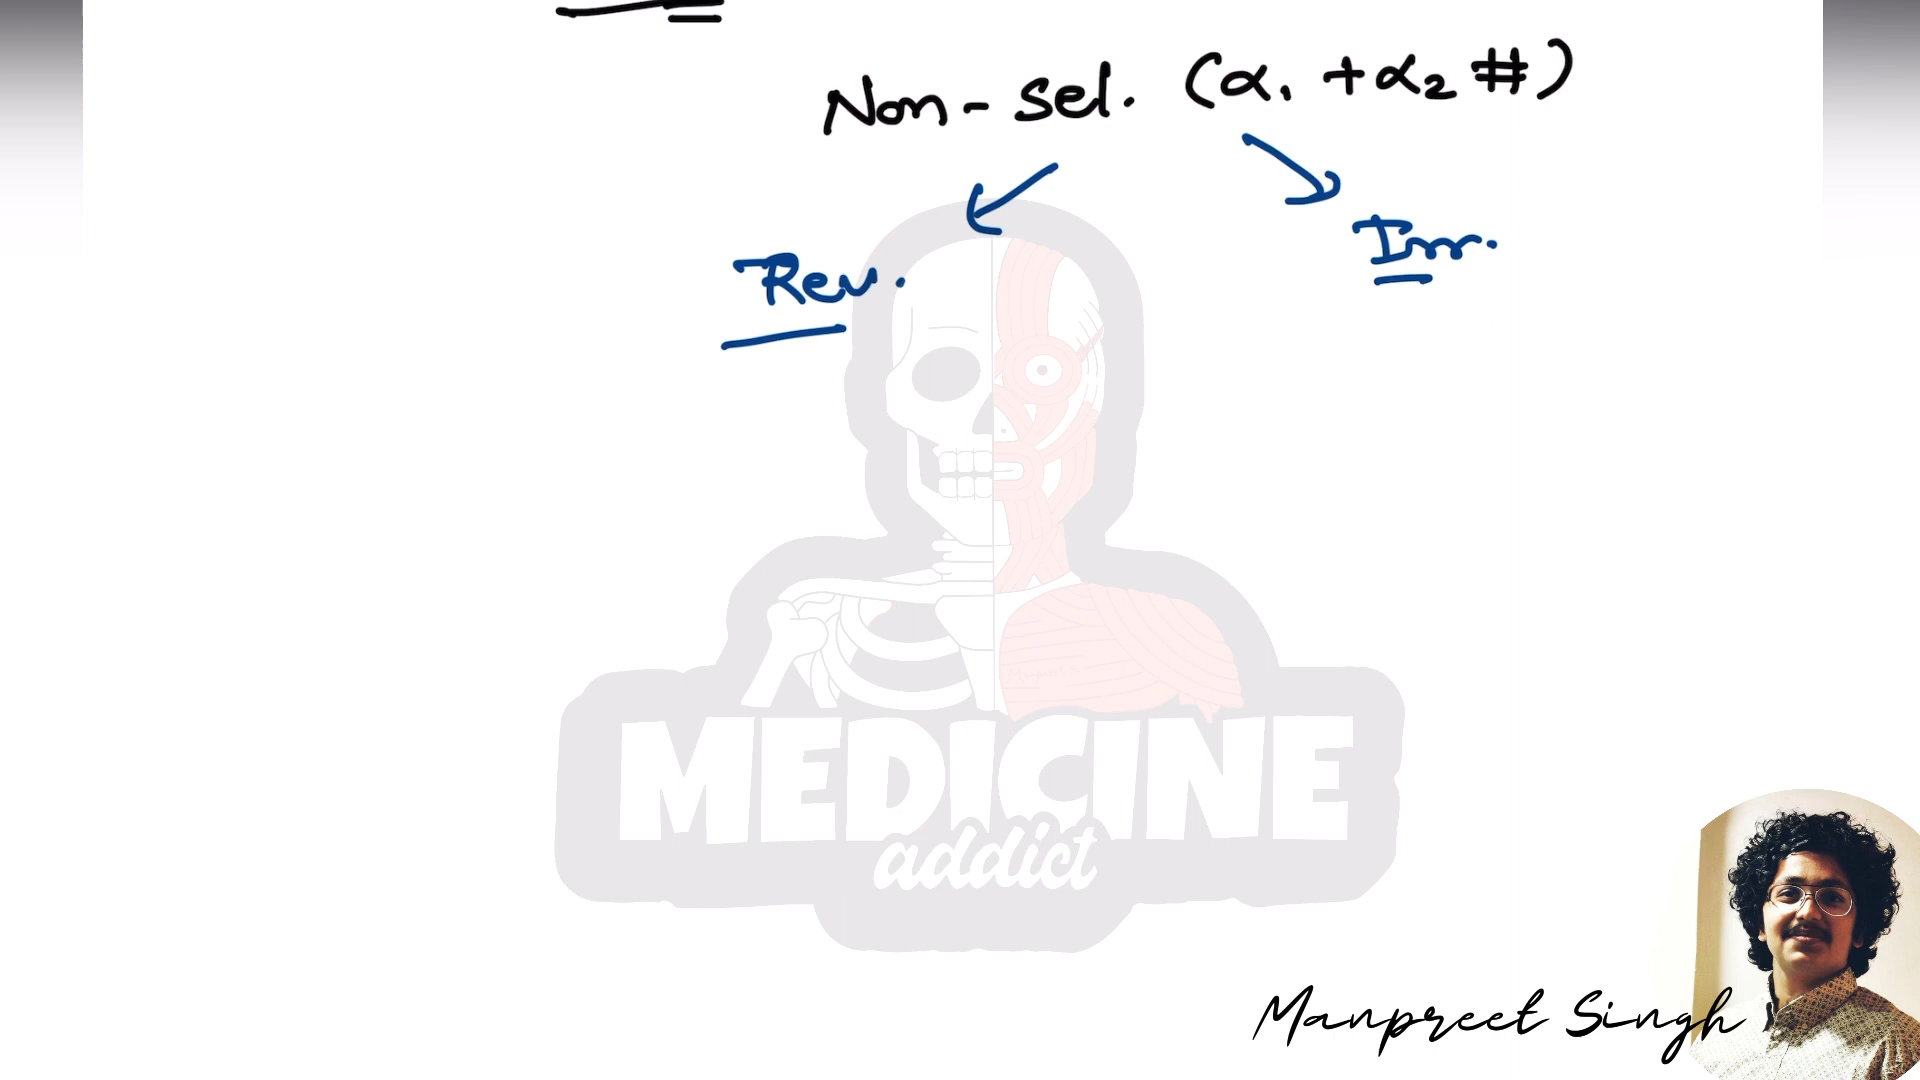 Non-sel. (α₁ + α₂ #)
Rev.
Irr.
MEDICINE
addict
Manpreet Singh